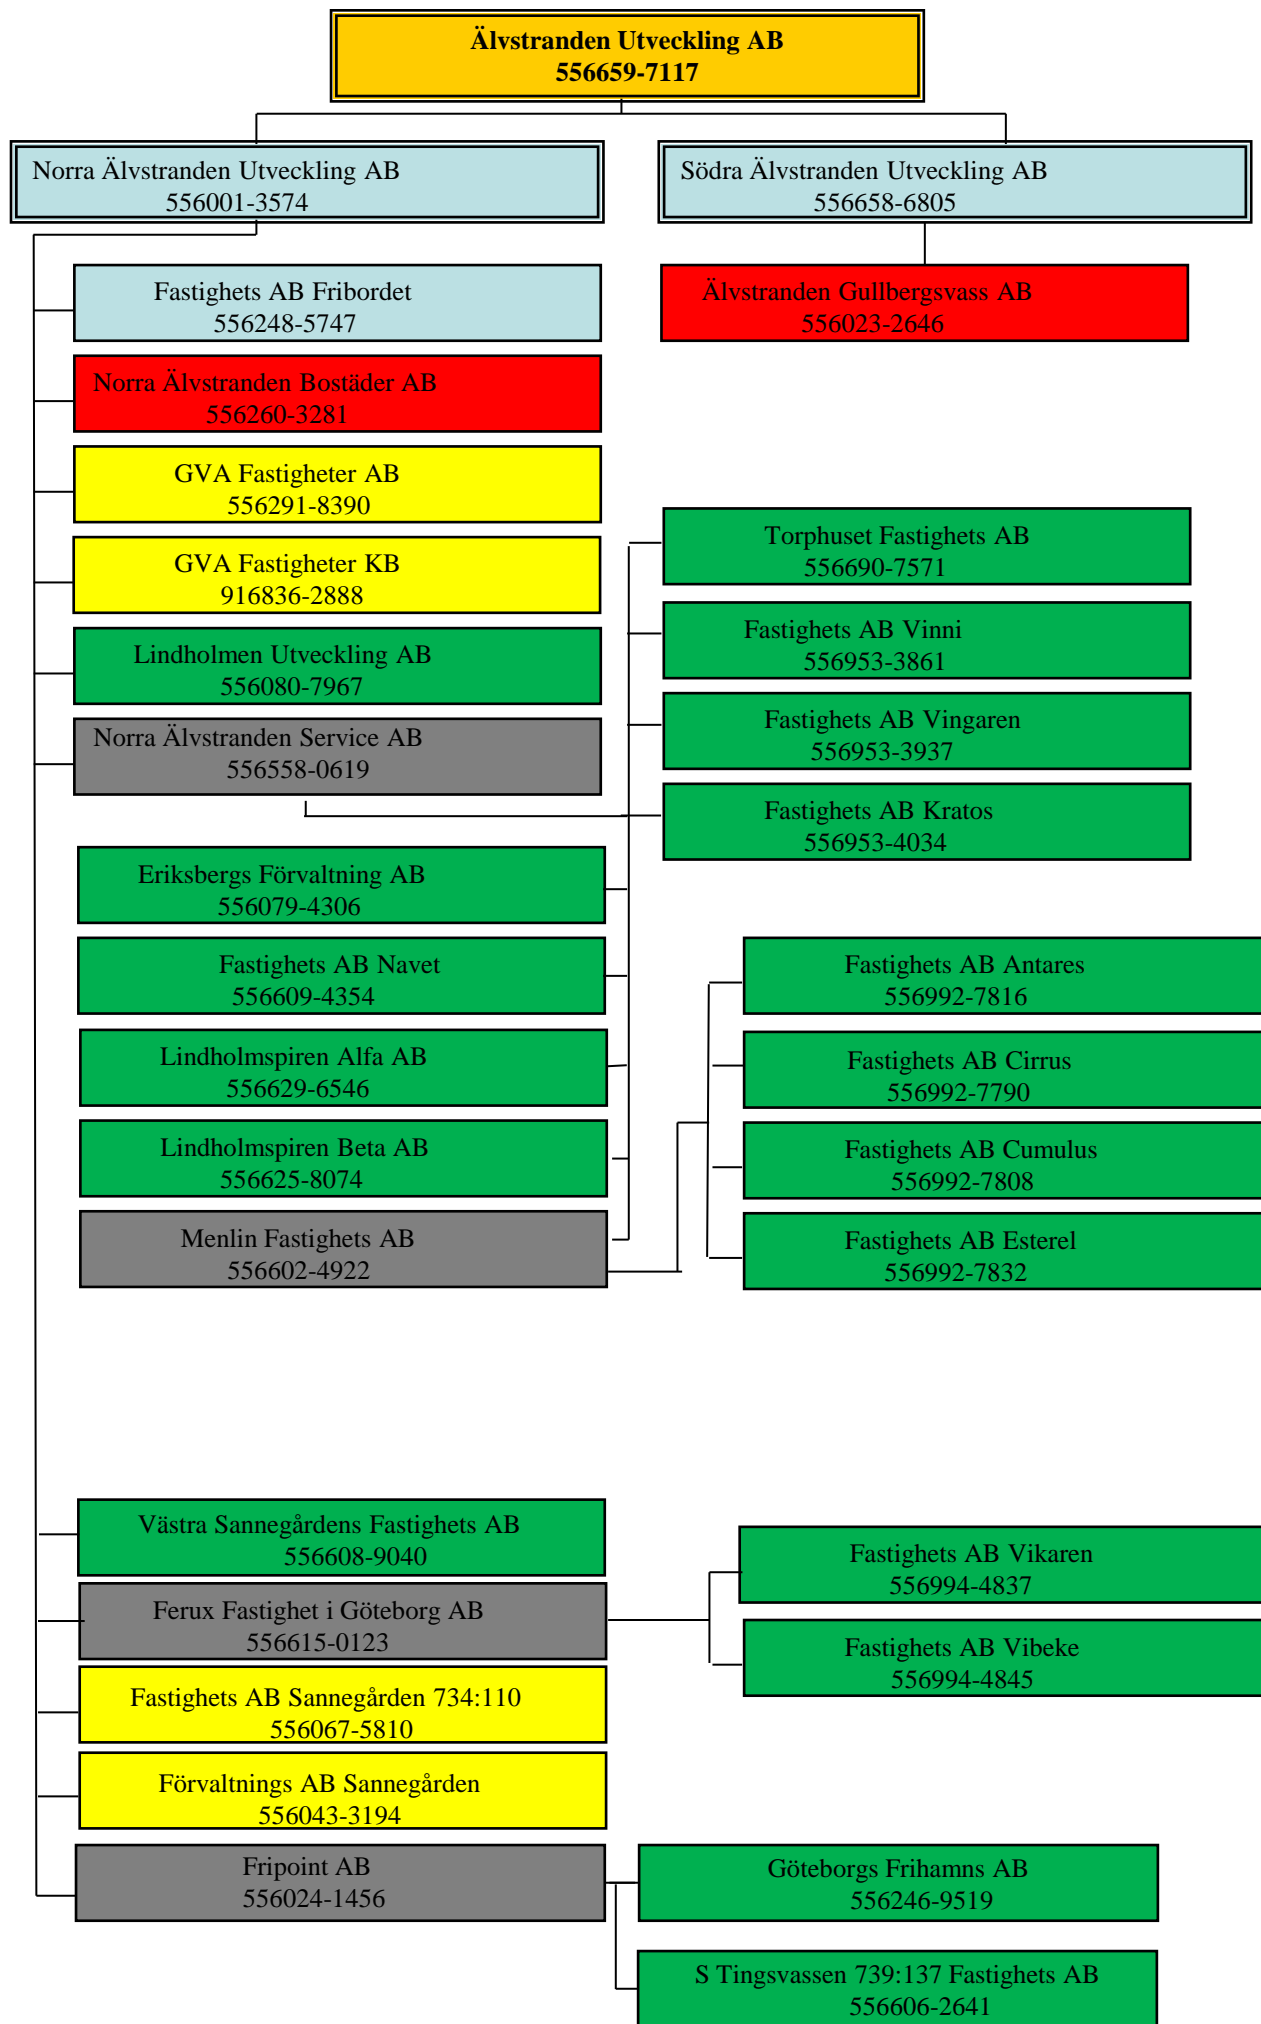 Älvstranden Utveckling AB
556659-7117
Norra Älvstranden Utveckling AB
556001-3574
Södra Älvstranden Utveckling AB
556658-6805
Fastighets AB Fribordet
556248-5747
Älvstranden Gullbergsvass AB
556023-2646
Norra Älvstranden Bostäder AB
556260-3281
GVA Fastigheter AB
556291-8390
GVA Fastigheter KB
916836-2888
Lindholmen Utveckling AB
556080-7967
Norra Älvstranden Service AB
556558-0619
Torphuset Fastighets AB
556690-7571
Fastighets AB Vinni
556953-3861
Fastighets AB Vingaren
556953-3937
Fastighets AB Kratos
556953-4034
Eriksbergs Förvaltning AB
556079-4306
Fastighets AB Navet
556609-4354
Lindholmspiren Alfa AB
556629-6546
Lindholmspiren Beta AB
556625-8074
Menlin Fastighets AB
556602-4922
Fastighets AB Antares
556992-7816
Fastighets AB Cirrus
556992-7790
Fastighets AB Cumulus
556992-7808
Fastighets AB Esterel
556992-7832
Västra Sannegårdens Fastighets AB
556608-9040
Ferux Fastighet i Göteborg AB
556615-0123
Fastighets AB Vikaren
556994-4837
Fastighets AB Vibeke
556994-4845
Fastighets AB Sannegården 734:110
556067-5810
Förvaltnings AB Sannegården
556043-3194
Fripoint AB
556024-1456
Göteborgs Frihamns AB
556246-9519
S Tingsvassen 739:137 Fastighets AB
556606-2641